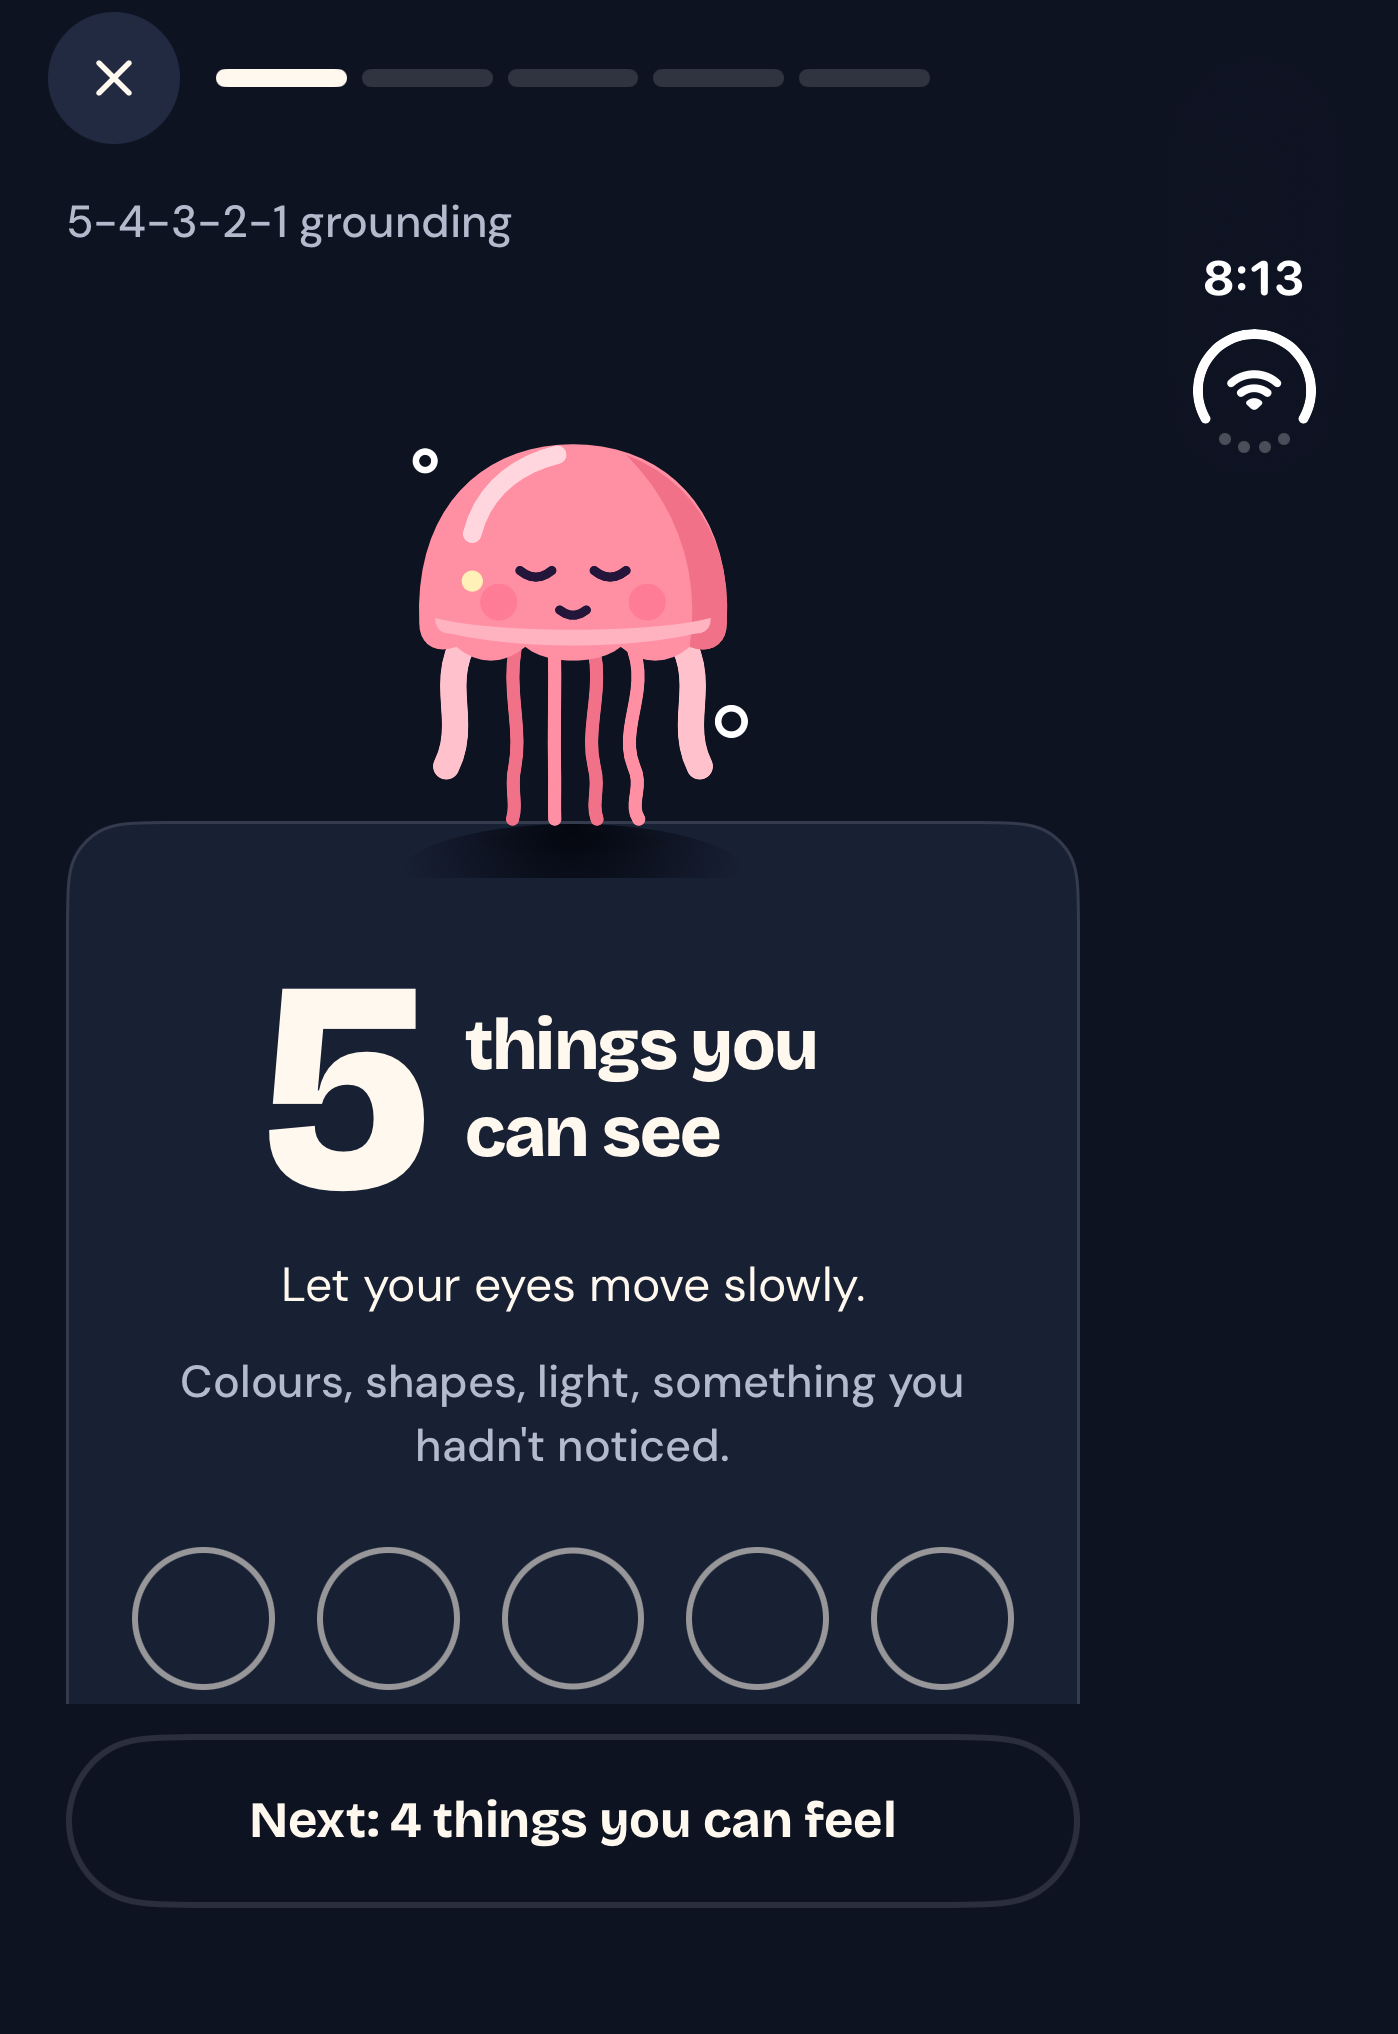 5-4-3-2-1 grounding
8:13
5
things you
can see
Let your eyes move slowly.
Colours, shapes, light, something you
hadn't noticed.
Next: 4 things you can feel